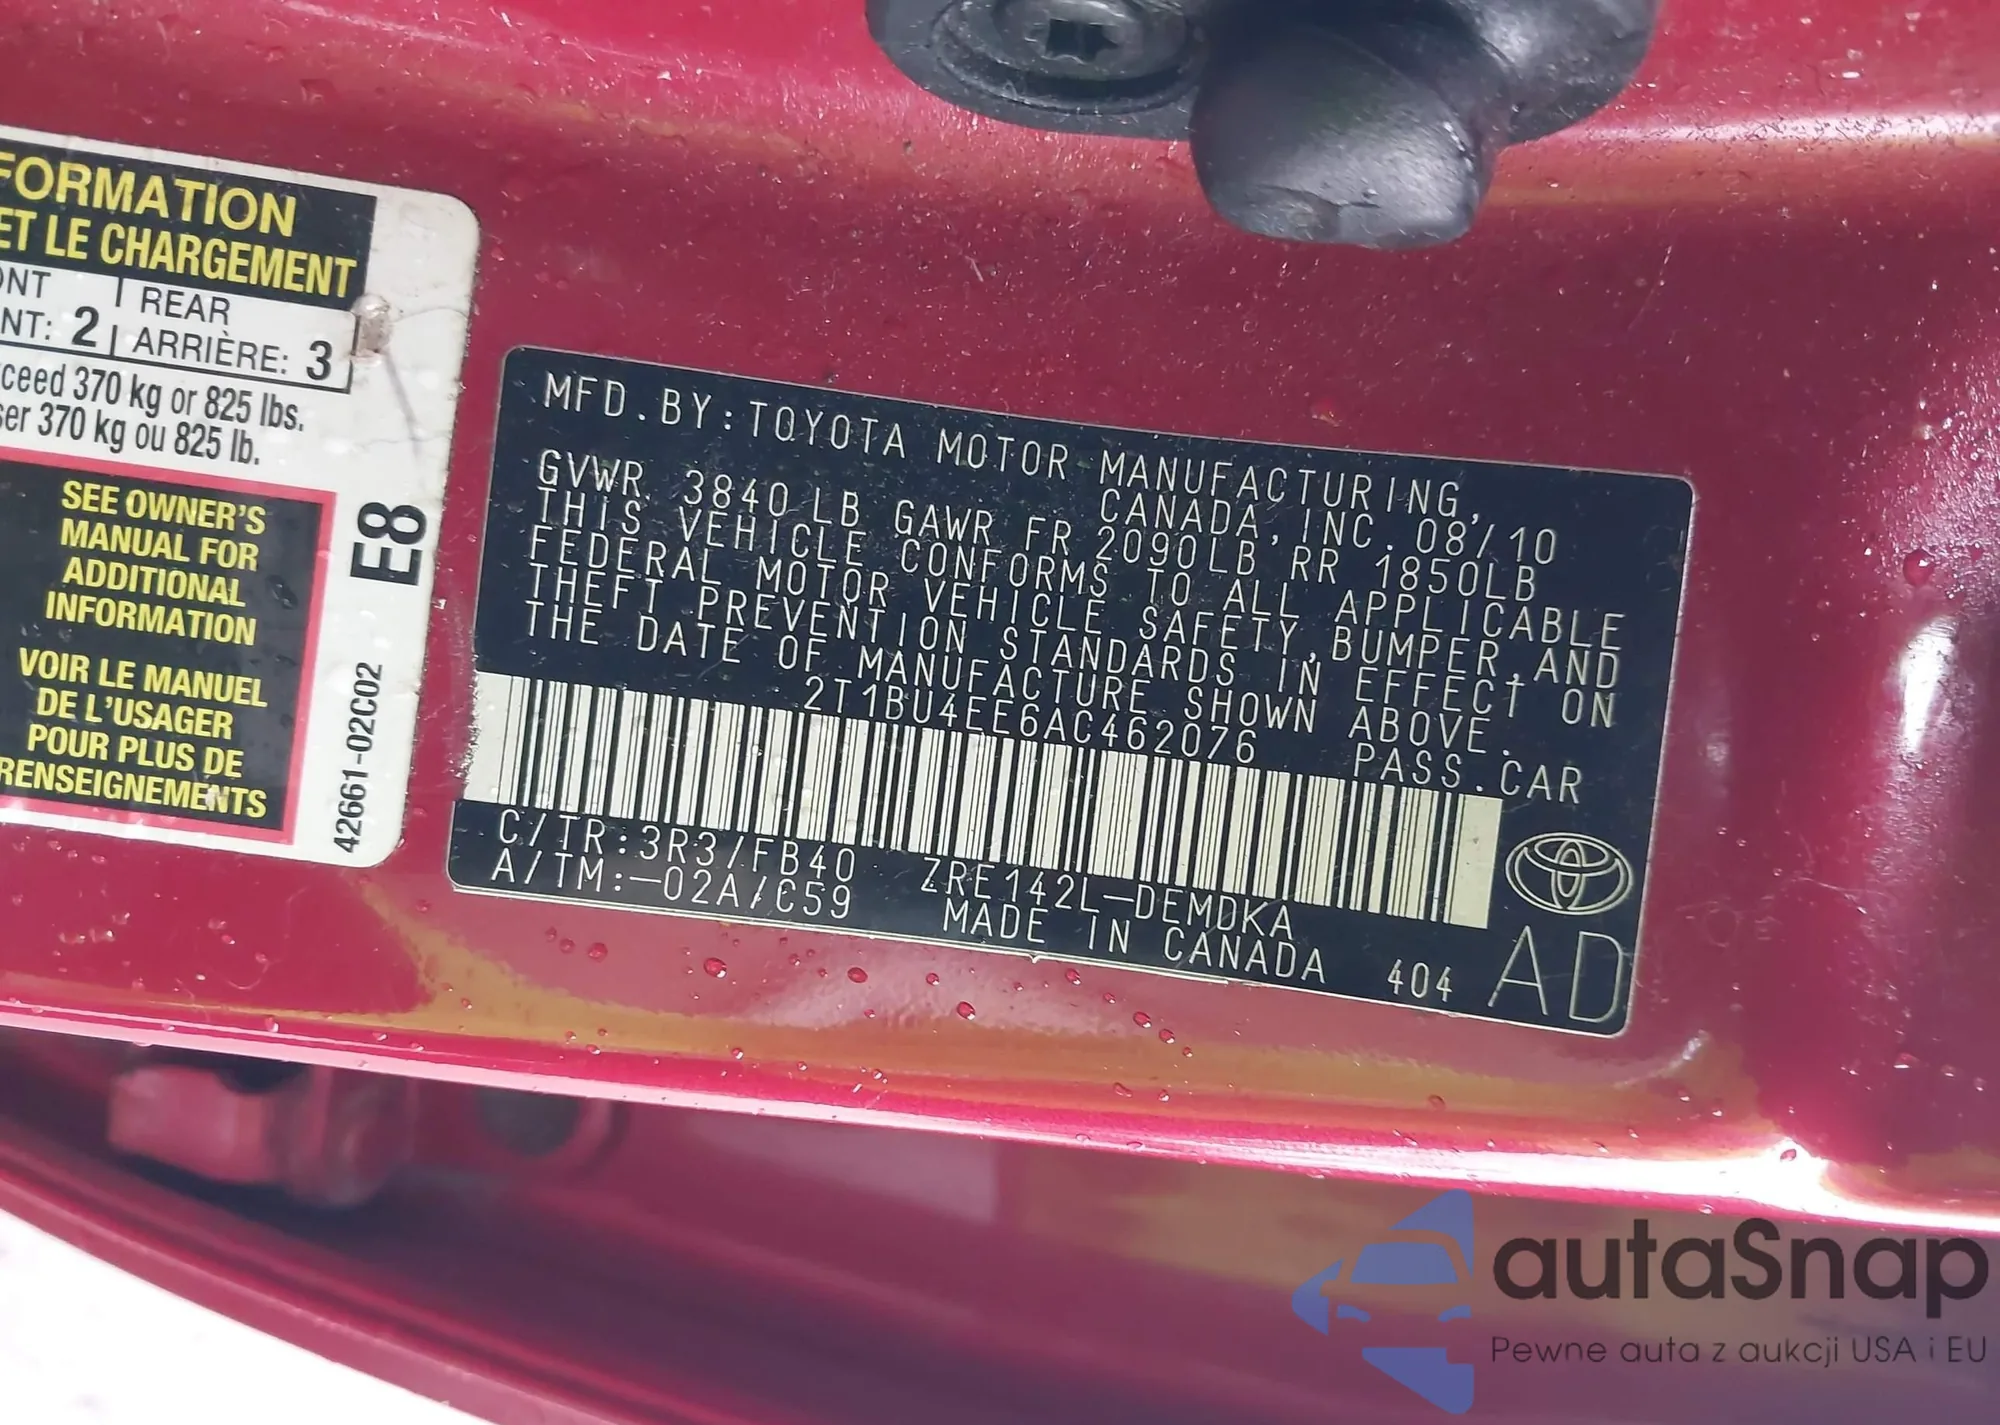 FORMATION
ET LE CHARGEMENT
ONT
REAR
NT: 2
ARRIÈRE: 3
ceed 370 kg or 825 lbs.
ser 370 kg ou 825 lb.
SEE OWNER'S
MANUAL FOR
ADDITIONAL
INFORMATION
VOIR LE MANUEL
DE L'USAGER
POUR PLUS DE
RENSEIGNEMENTS
E8
42661-02C02
MFD.BY:TOYOTA MOTOR MANUFACTURING,
CANADA,INC.08/10
GVWR 3840LB GAWR FR 2090LB RR 1850LB
THIS VEHICLE CONFORMS TO ALL APPLICABLE
FEDERAL MOTOR VEHICLE SAFETY,BUMPER,AND
THEFT PREVENTION STANDARDS IN EFFECT ON
THE DATE OF MANUFACTURE SHOWN ABOVE.
2T1BU4EE6AC462076 PASS.CAR
C/TR:3R3/FB40 ZRE142L-DEMDKA
A/TM:-02A/C59 MADE IN CANADA 404
AD
autaSnap
Pewne auta z aukcji USA i EU